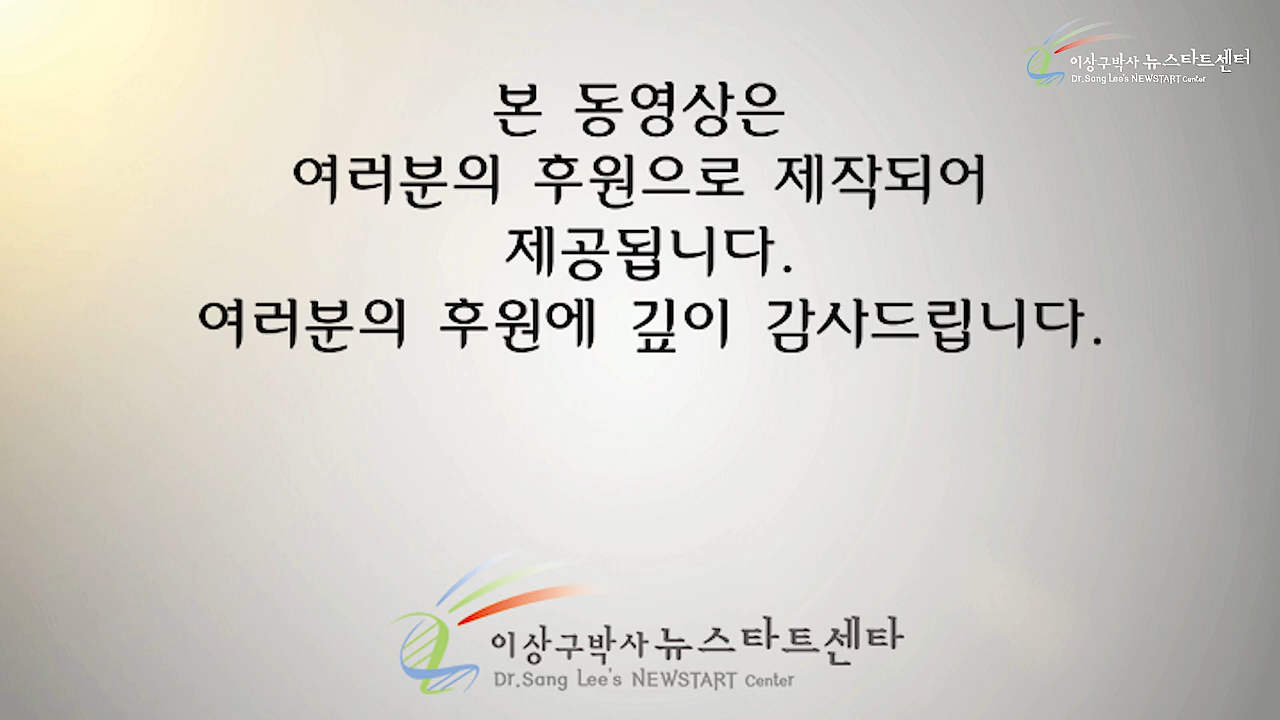 이상구박사 뉴스타트센터
Dr.Sang Lee's NEWSTART Center
본 동영상은
여러분의 후원으로 제작되어
제공됩니다.
여러분의 후원에 깊이 감사드립니다.
이상구박사 뉴스타트센타
Dr.Sang Lee's NEWSTART Center